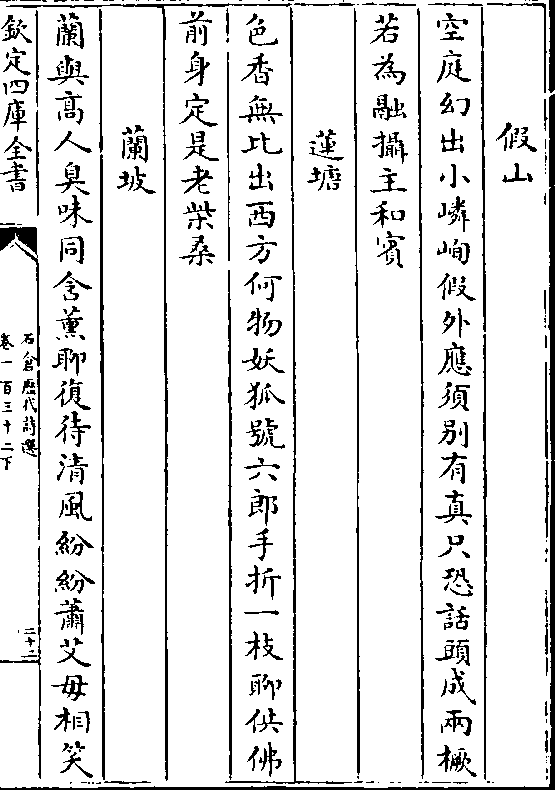 假山
空庭幻出小嶙峋假外應須别有真只恐話頭成兩橛
若為融攝主和賓
蓮塘
色香無比出西方何物妖狐號六郎手折一枝聊供佛
前身定是老柴桑
蘭坡
蘭與高人臭味同含薫聊復待清風紛紛蕭艾毋相笑
欽定四庫全書
石倉歷代詩選
卷一百三十二下
二十二